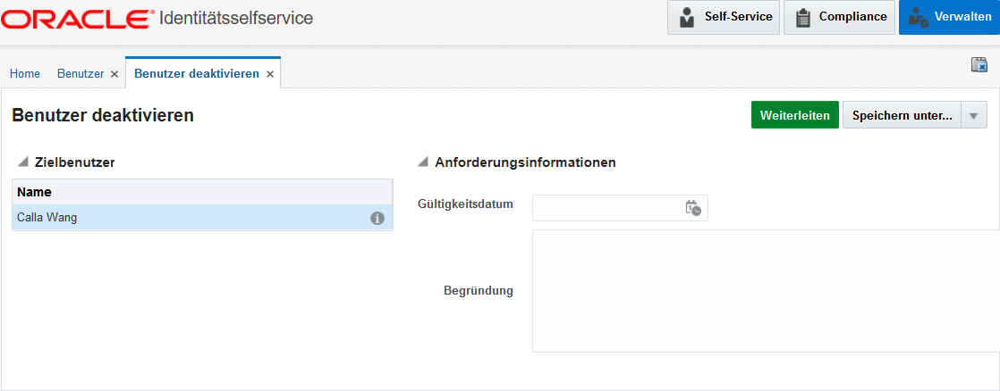 ORACLE® Identitätsselfservice
Self-Service
Compliance
Verwalten
Home
Benutzer
Benutzer deaktivieren
Benutzer deaktivieren
Weiterleiten
Speichern unter...
Zielbenutzer
Name
Calla Wang
Anforderungsinformationen
Gültigkeitsdatum
Begründung